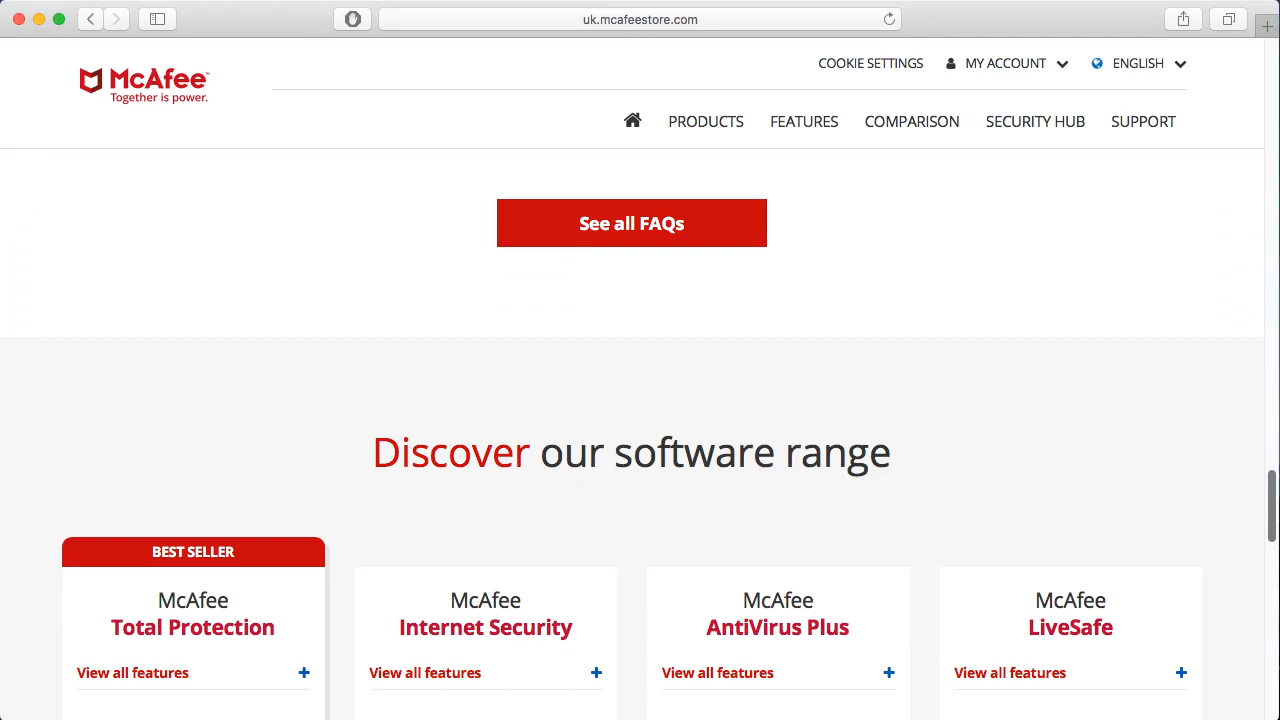 uk.mcafeestore.com
McAfee™
Together is power.
COOKIE SETTINGS MY ACCOUNT ENGLISH
PRODUCTS FEATURES COMPARISON SECURITY HUB SUPPORT
See all FAQs
Discover our software range
BEST SELLER
McAfee
Total Protection
View all features +
McAfee
Internet Security
View all features +
McAfee
AntiVirus Plus
View all features +
McAfee
LiveSafe
View all features +